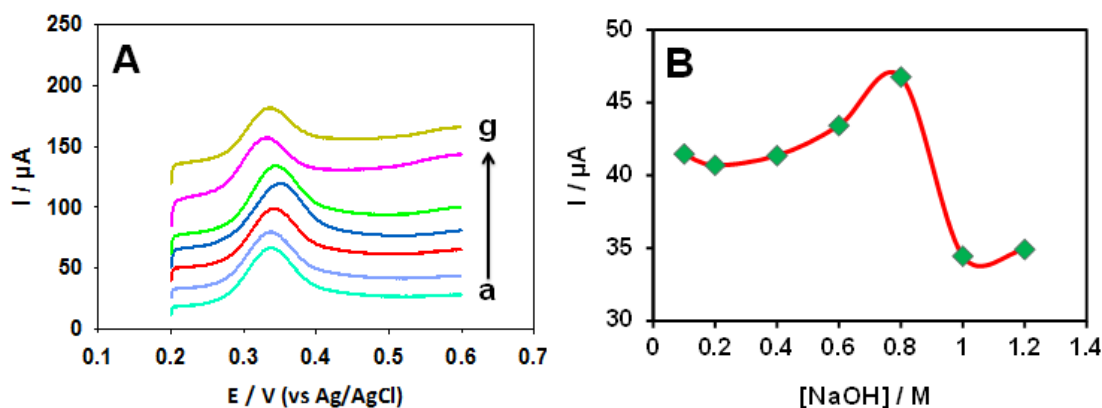 A
250
200
150
100
50
0
0.1 0.2 0.3 0.4 0.5 0.6 0.7
I / µA
E / V (vs Ag/AgCl)
g
a
B
50
45
40
35
30
0 0.2 0.4 0.6 0.8 1 1.2 1.4
I / µA
[NaOH] / M